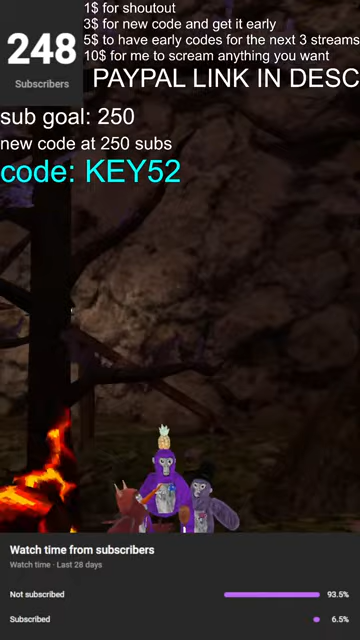 1$ for shoutout
3$ for new code and get it early
5$ to have early codes for the next 3 streams
10$ for me to scream anything you want
PAYPAL LINK IN DESC
248
Subscribers
sub goal: 250
new code at 250 subs
code: KEY52
Watch time from subscribers
Watch time · Last 28 days
Not subscribed 93.5%
Subscribed 6.5%